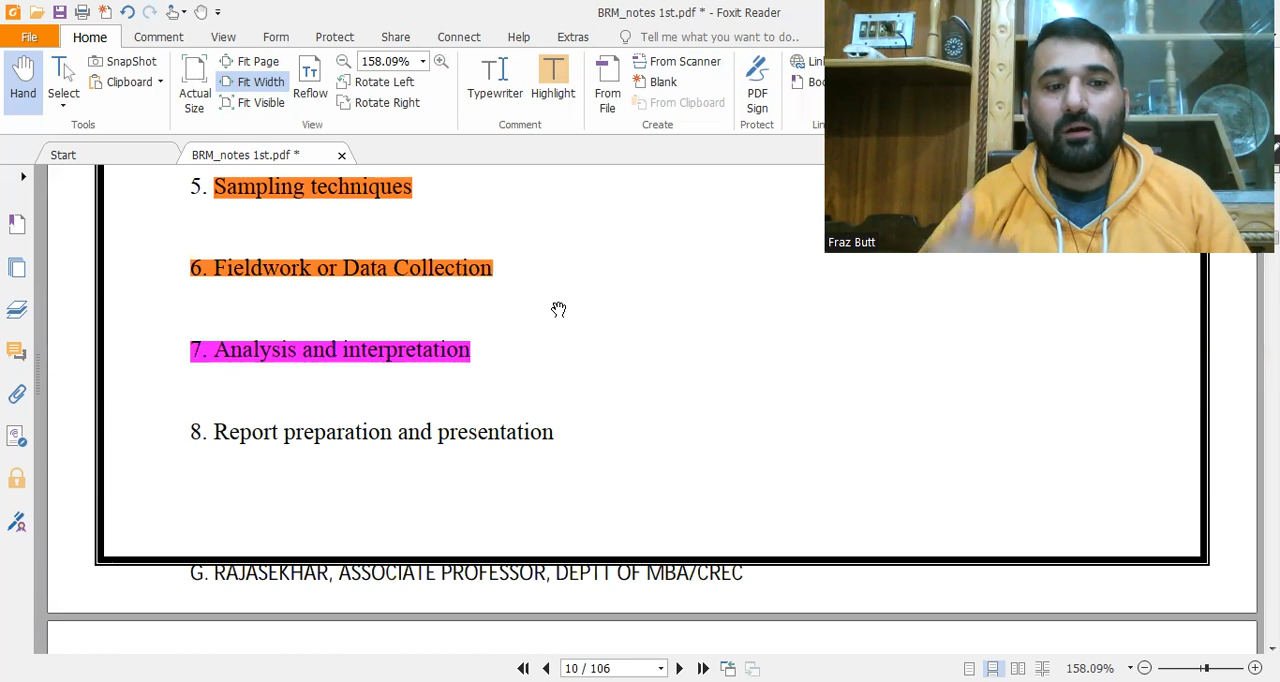 BRM_notes 1st.pdf * - Foxit Reader
File Home Comment View Form Protect Share Connect Help Extras Tell me what you want to do..
Hand
Select
SnapShot
Clipboard
Tools
Actual Size
Fit Page
Fit Width
Fit Visible
Reflow
158.09%
Rotate Left
Rotate Right
View
Typewriter
Highlight
Comment
From File
From Scanner
Blank
From Clipboard
Create
PDF Sign
Protect
Start
BRM_notes 1st.pdf *
Fraz Butt
5. Sampling techniques
6. Fieldwork or Data Collection
7. Analysis and interpretation
8. Report preparation and presentation
G. RAJASEKHAR, ASSOCIATE PROFESSOR, DEPTT OF MBA/CREC
10 / 106
158.09%